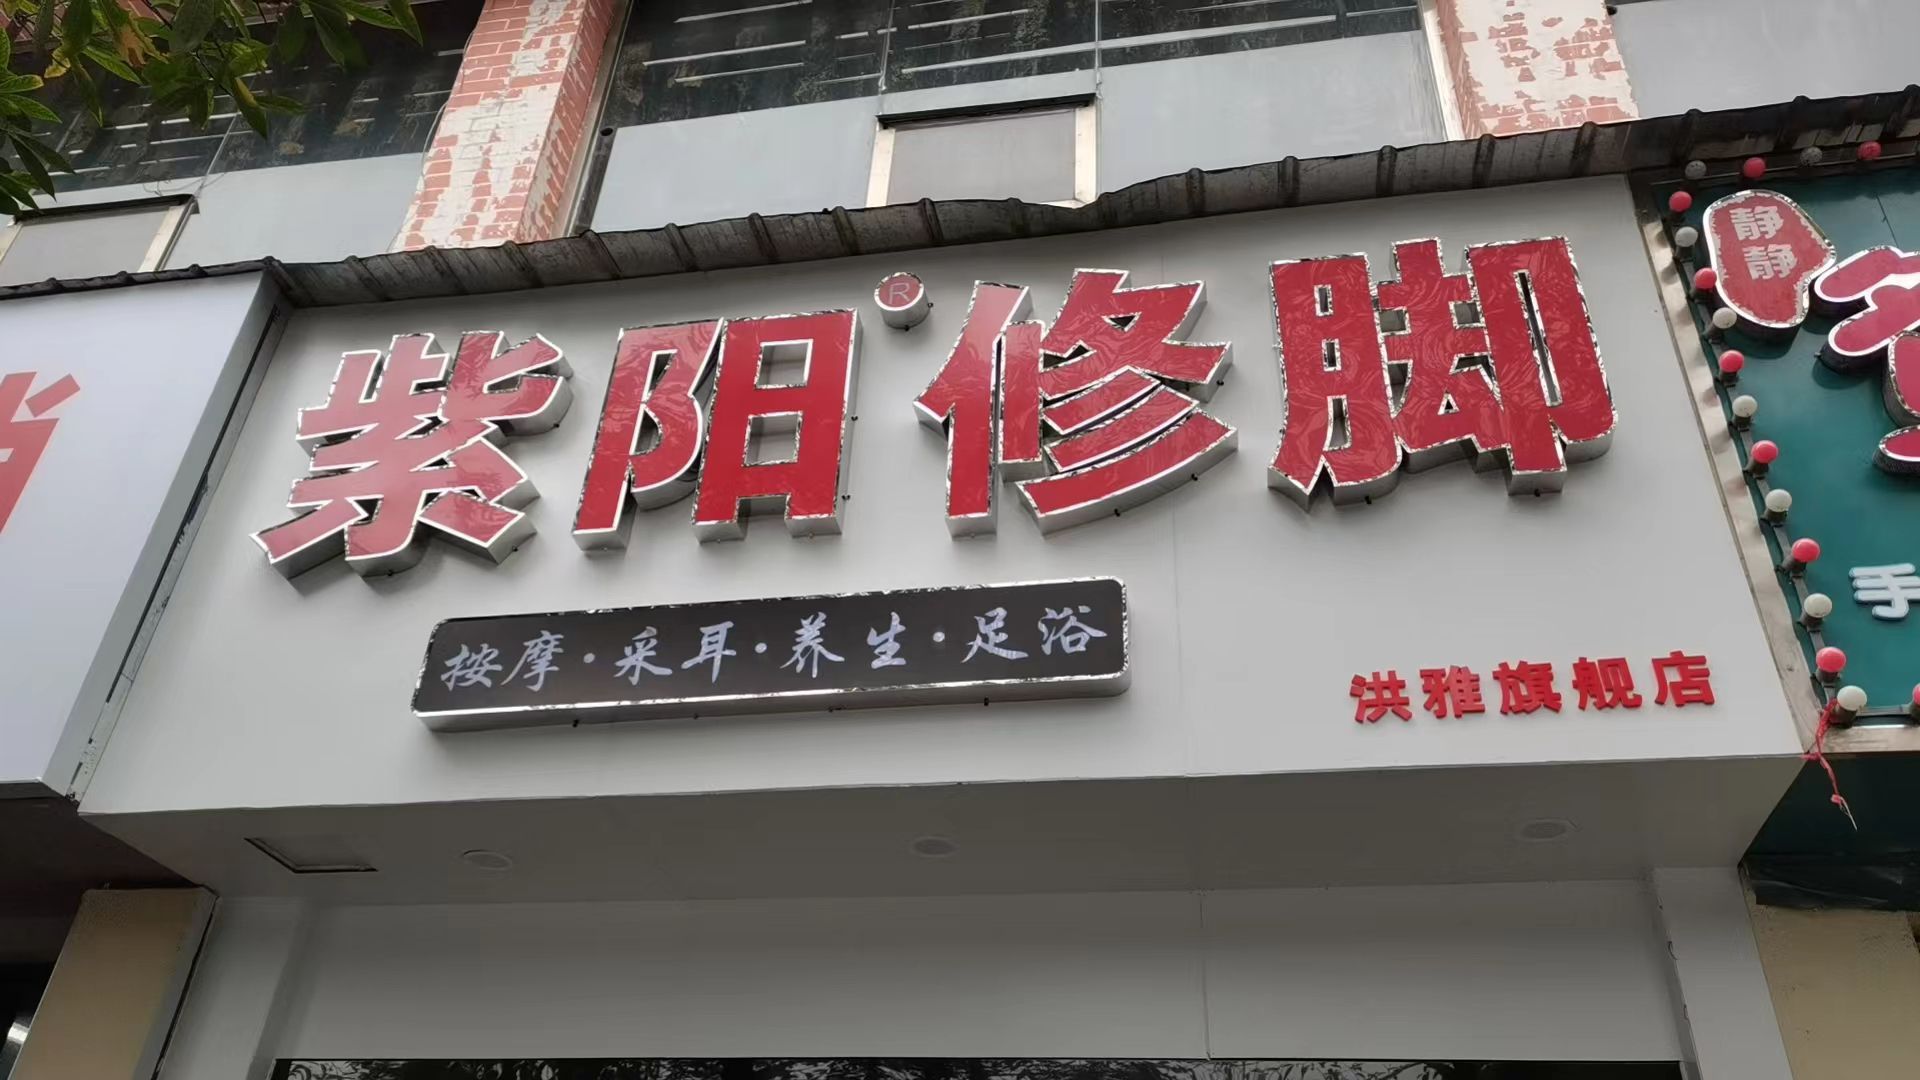 紫阳®修脚
按摩·采耳·养生·足浴
洪雅旗舰店
静静
手